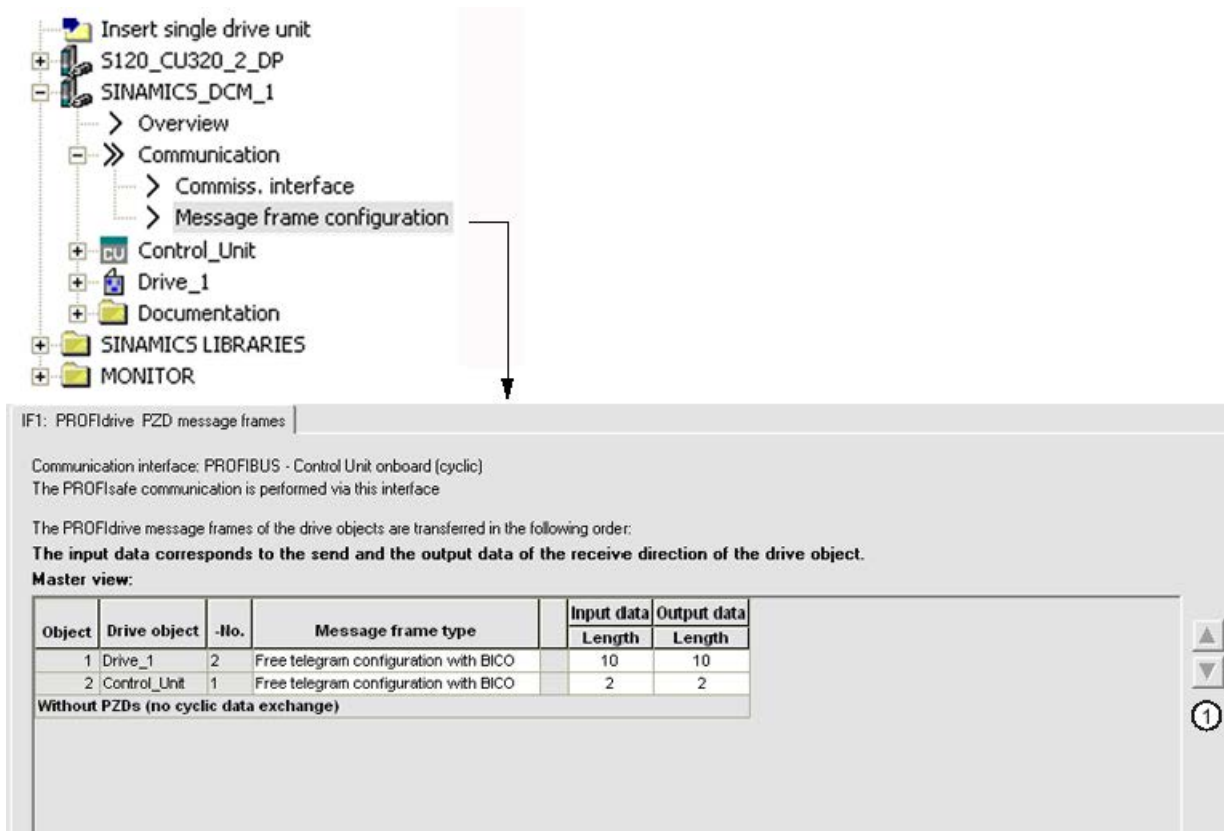 Insert single drive unit
S120_CU320_2_DP
SINAMICS_DCM_1
Overview
Communication
Commiss. interface
Message frame configuration
CU Control_Unit
Drive_1
Documentation
SINAMICS LIBRARIES
MONITOR
IF1: PROFIdrive PZD message frames
Communication interface: PROFIBUS - Control Unit onboard (cyclic)
The PROFIsafe communication is performed via this interface
The PROFIdrive message frames of the drive objects are transferred in the following order:
The input data corresponds to the send and the output data of the receive direction of the drive object.
Master view:
Object Drive object -No. Message frame type Input data Output data
Length Length
1 Drive_1 2 Free telegram configuration with BICO 10 10
2 Control_Unit 1 Free telegram configuration with BICO 2 2
Without PZDs (no cyclic data exchange)
1